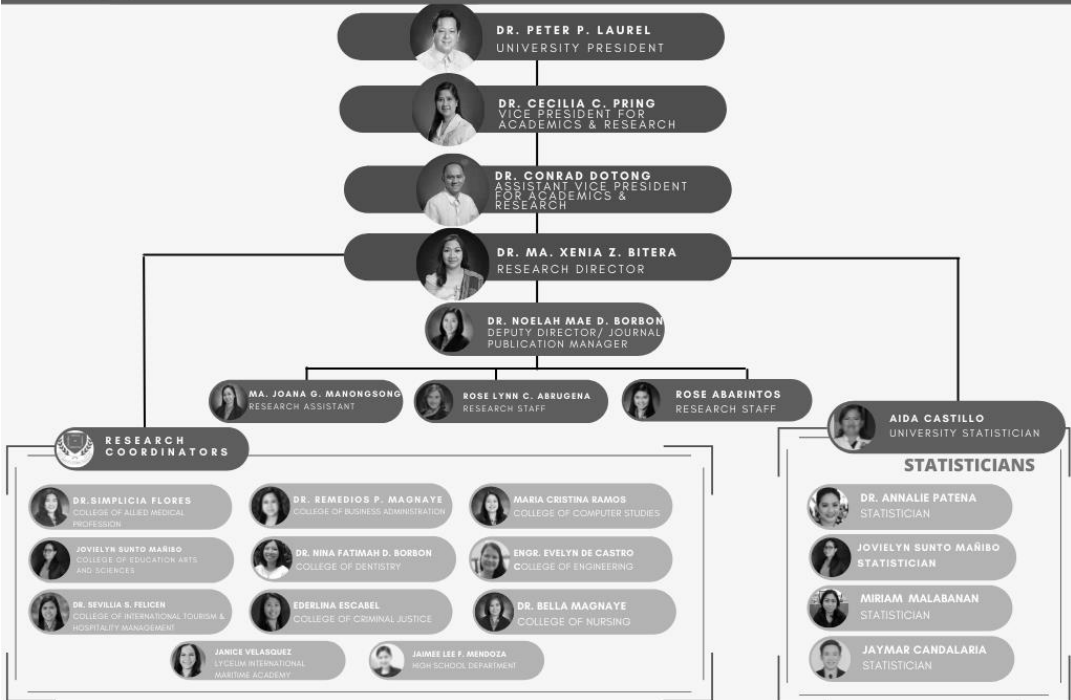 DR. PETER P. LAUREL
UNIVERSITY PRESIDENT
DR. CECILIA C. PRING
VICE PRESIDENT FOR
ACADEMICS & RESEARCH
DR. CONRAD DOTONG
ASSISTANT VICE PRESIDENT
FOR ACADEMICS &
RESEARCH
DR. MA. XENIA Z. BITERA
RESEARCH DIRECTOR
DR. NOELAH MAE D. BORBON
DEPUTY DIRECTOR/ JOURNAL
PUBLICATION MANAGER
MA. JOANA G. MANONGSONG
RESEARCH ASSISTANT
ROSE LYNN C. ABRUGENA
RESEARCH STAFF
ROSE ABARINTOS
RESEARCH STAFF
RESEARCH
COORDINATORS
DR.SIMPLICIA FLORES
COLLEGE OF ALLIED MEDICAL
PROFESSION
DR. REMEDIOS P. MAGNAYE
COLLEGE OF BUSINESS ADMINISTRATION
MARIA CRISTINA RAMOS
COLLEGE OF COMPUTER STUDIES
JOVIELYN SUNTO MAÑIBO
COLLEGE OF EDUCATION ARTS
AND SCIENCES
DR. NINA FATIMAH D. BORBON
COLLEGE OF DENTISTRY
ENGR. EVELYN DE CASTRO
COLLEGE OF ENGINEERING
DR. SEVILLIA S. FELICEN
COLLEGE OF INTERNATIONAL TOURISM &
HOSPITALITY MANAGEMENT
EDERLINA ESCABEL
COLLEGE OF CRIMINAL JUSTICE
DR. BELLA MAGNAYE
COLLEGE OF NURSING
JANICE VELASQUEZ
LYCEUM INTERNATIONAL
MARITIME ACADEMY
JAIMEE LEE F. MENDOZA
HIGH SCHOOL DEPARTMENT
AIDA CASTILLO
UNIVERSITY STATISTICIAN
STATISTICIANS
DR. ANNALIE PATENA
STATISTICIAN
JOVIELYN SUNTO MAÑIBO
STATISTICIAN
MIRIAM MALABANAN
STATISTICIAN
JAYMAR CANDALARIA
STATISTICIAN